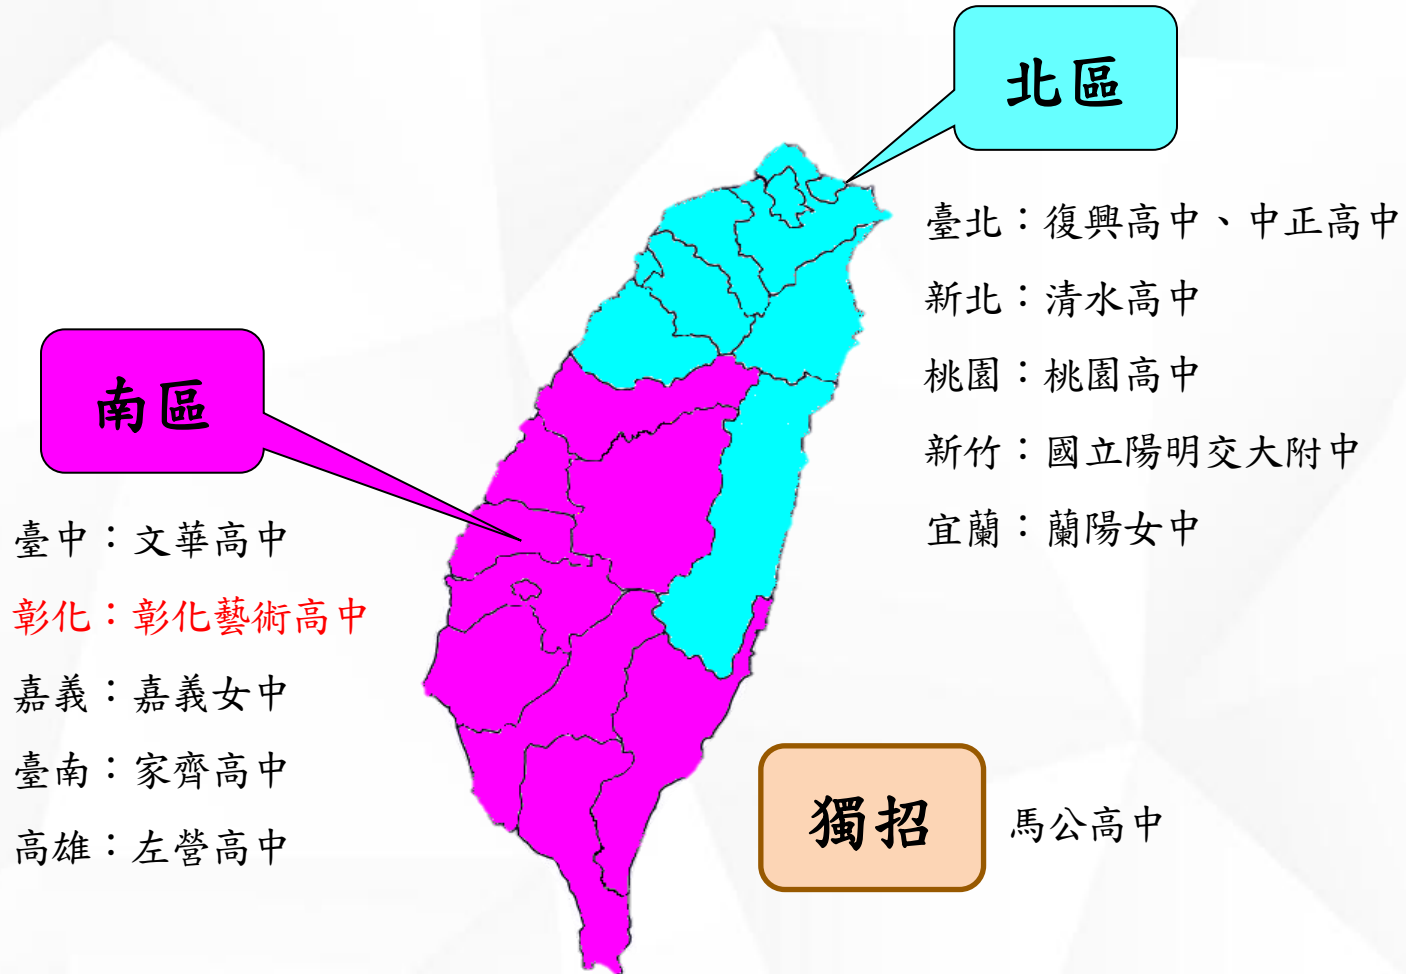 北區
臺北：復興高中、中正高中
新北：清水高中
桃園：桃園高中
新竹：國立陽明交大附中
宜蘭：蘭陽女中
南區
臺中：文華高中
彰化：彰化藝術高中
嘉義：嘉義女中
臺南：家齊高中
高雄：左營高中
獨招
馬公高中